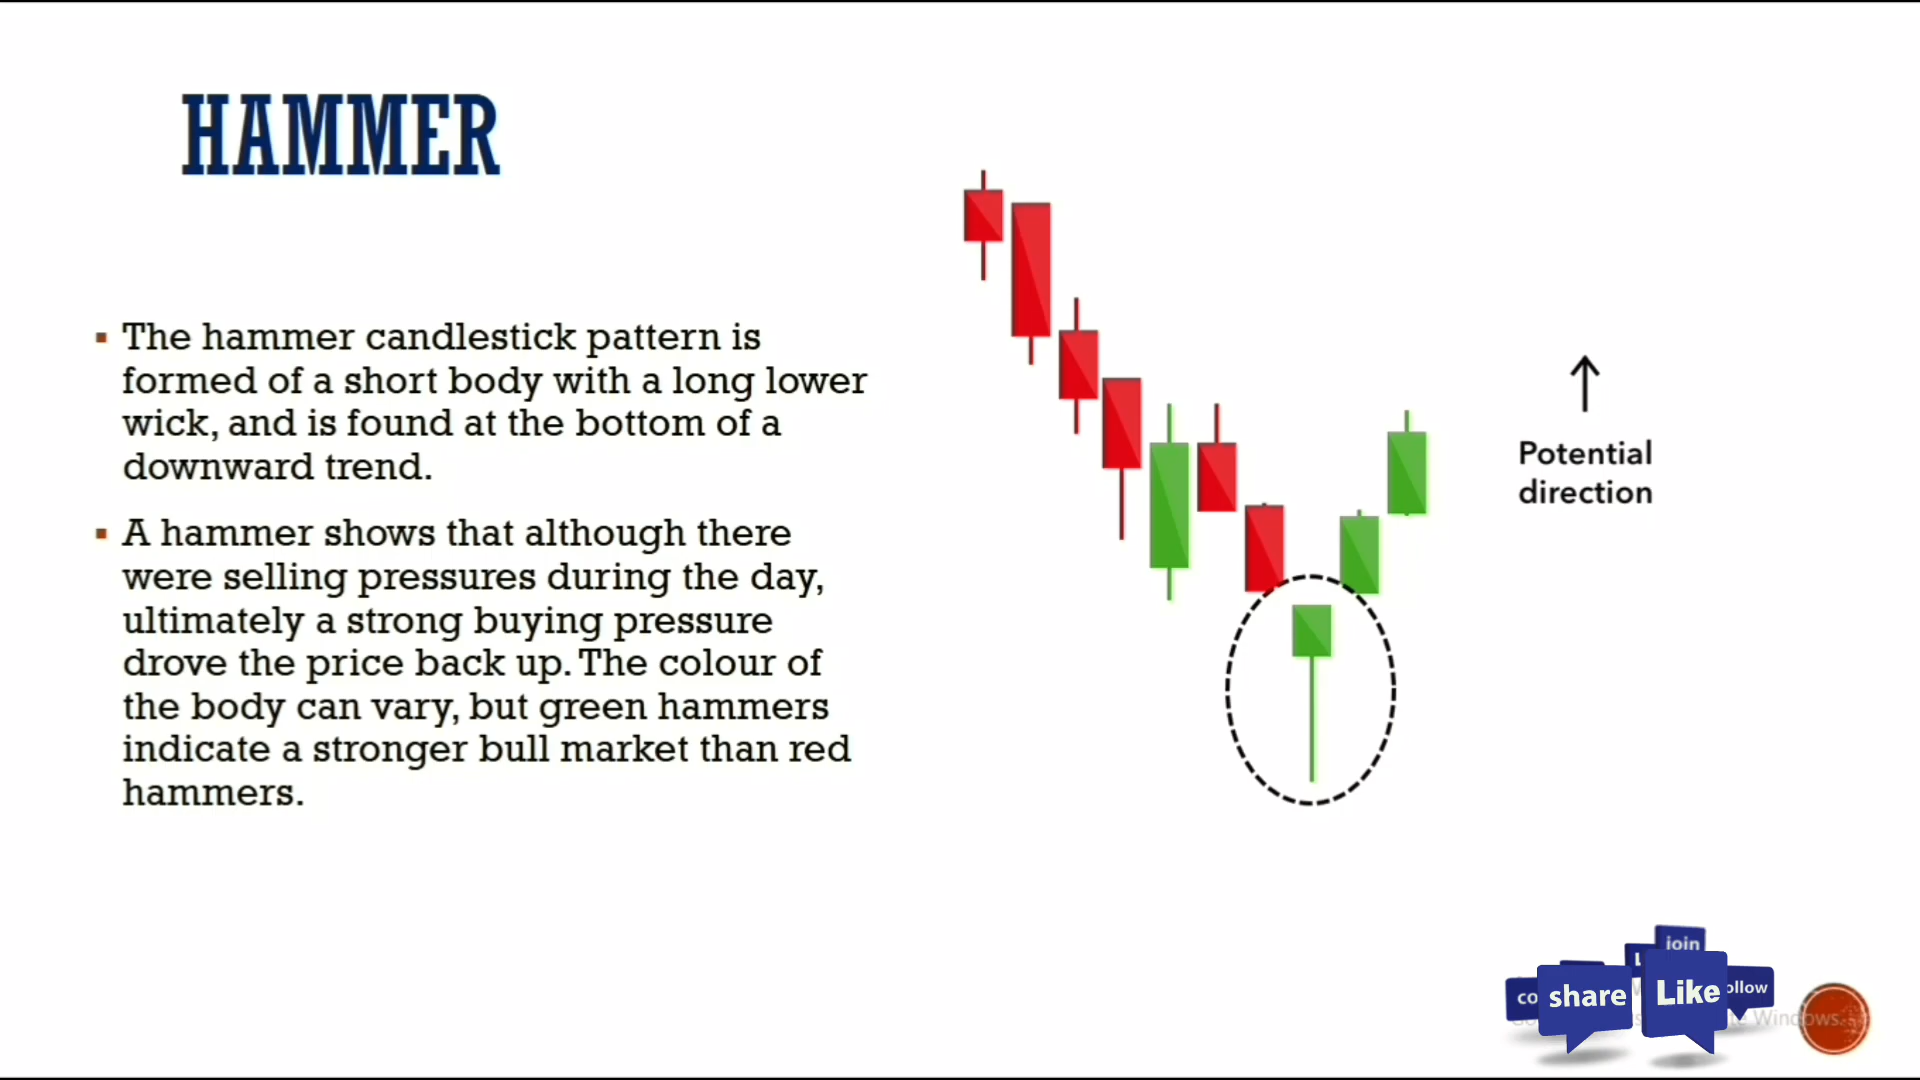 HAMMER
The hammer candlestick pattern is
formed of a short body with a long lower
wick, and is found at the bottom of a
downward trend.
A hammer shows that although there
were selling pressures during the day,
ultimately a strong buying pressure
drove the price back up. The colour of
the body can vary, but green hammers
indicate a stronger bull market than red
hammers.
Potential
direction
join
share
Like
Windows.